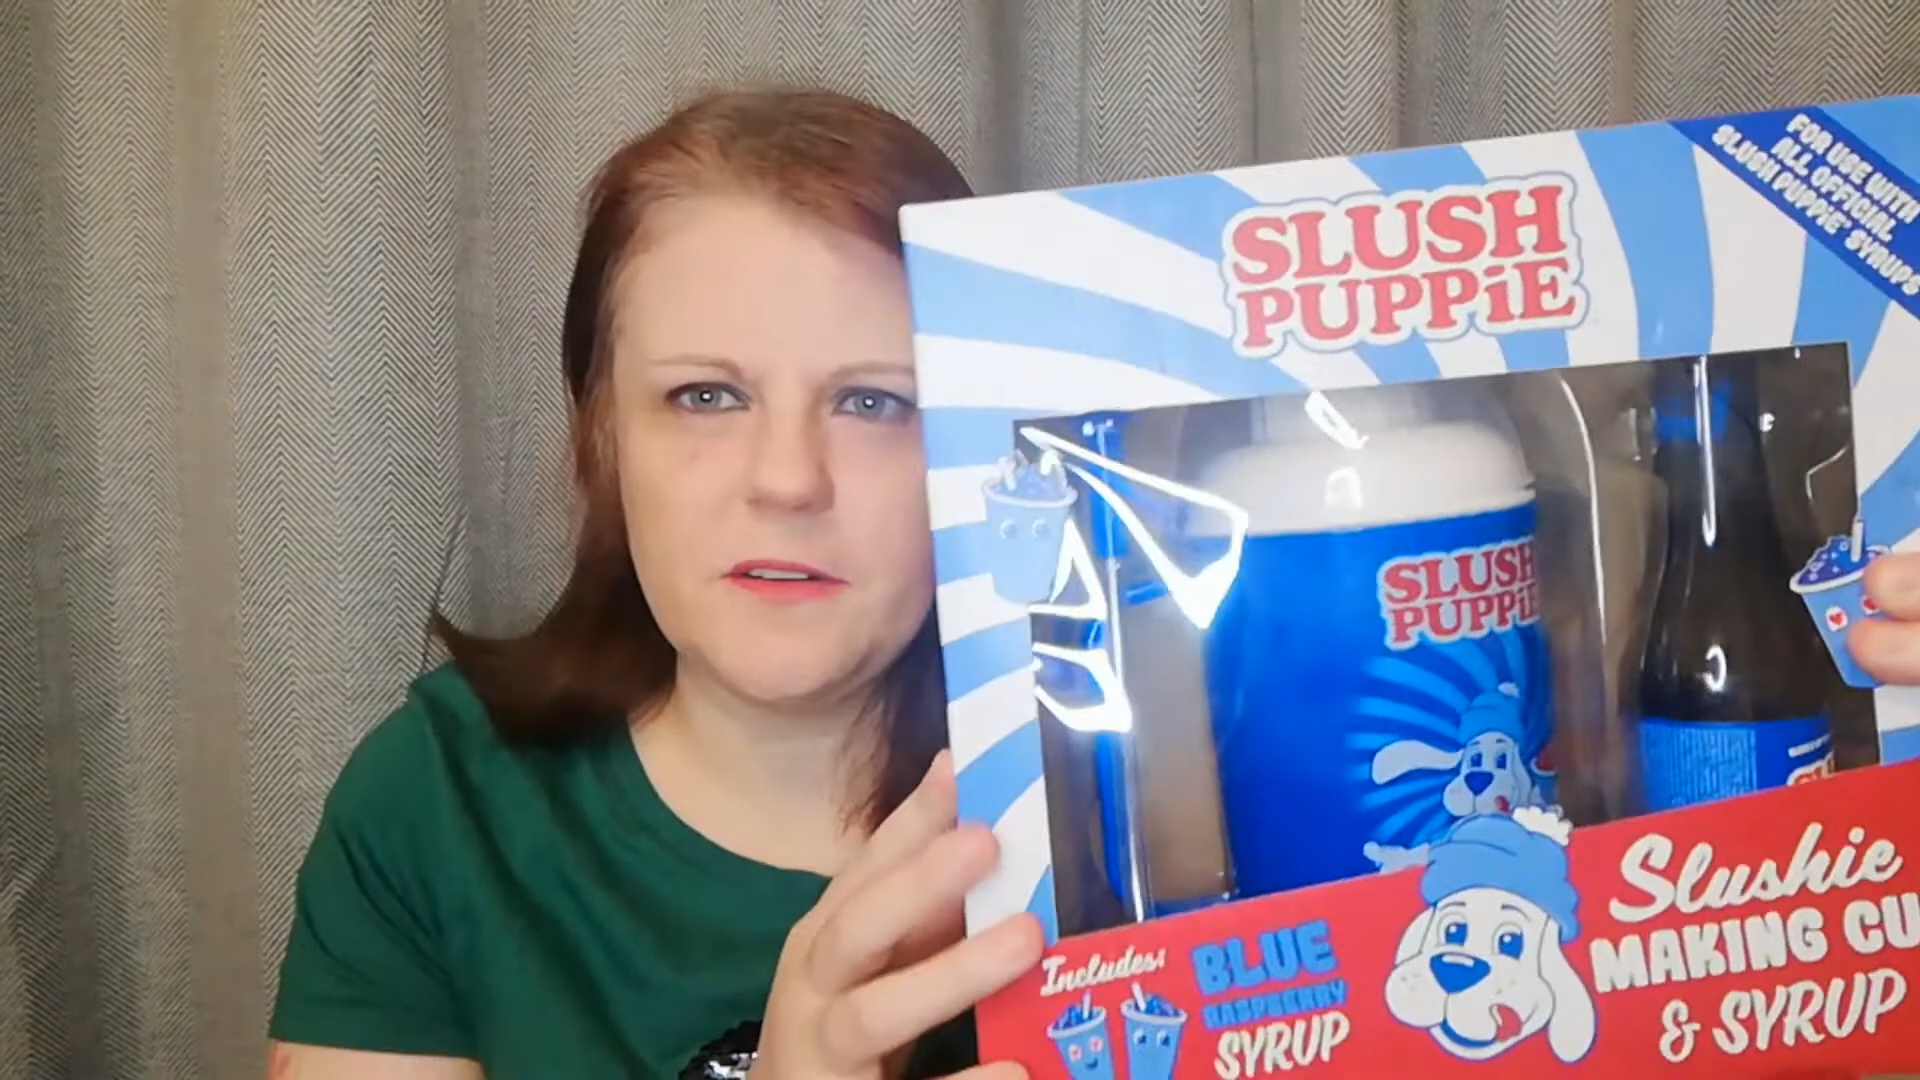 SLUSH
PUPPiE
FOR USE WITH
ALL OFFICIAL
SLUSH PUPPiE SYRUPS
SLUSH
PUPPiE
Includes:
BLUE
RASPBERRY
SYRUP
Slushie
MAKING CU
& SYRUP